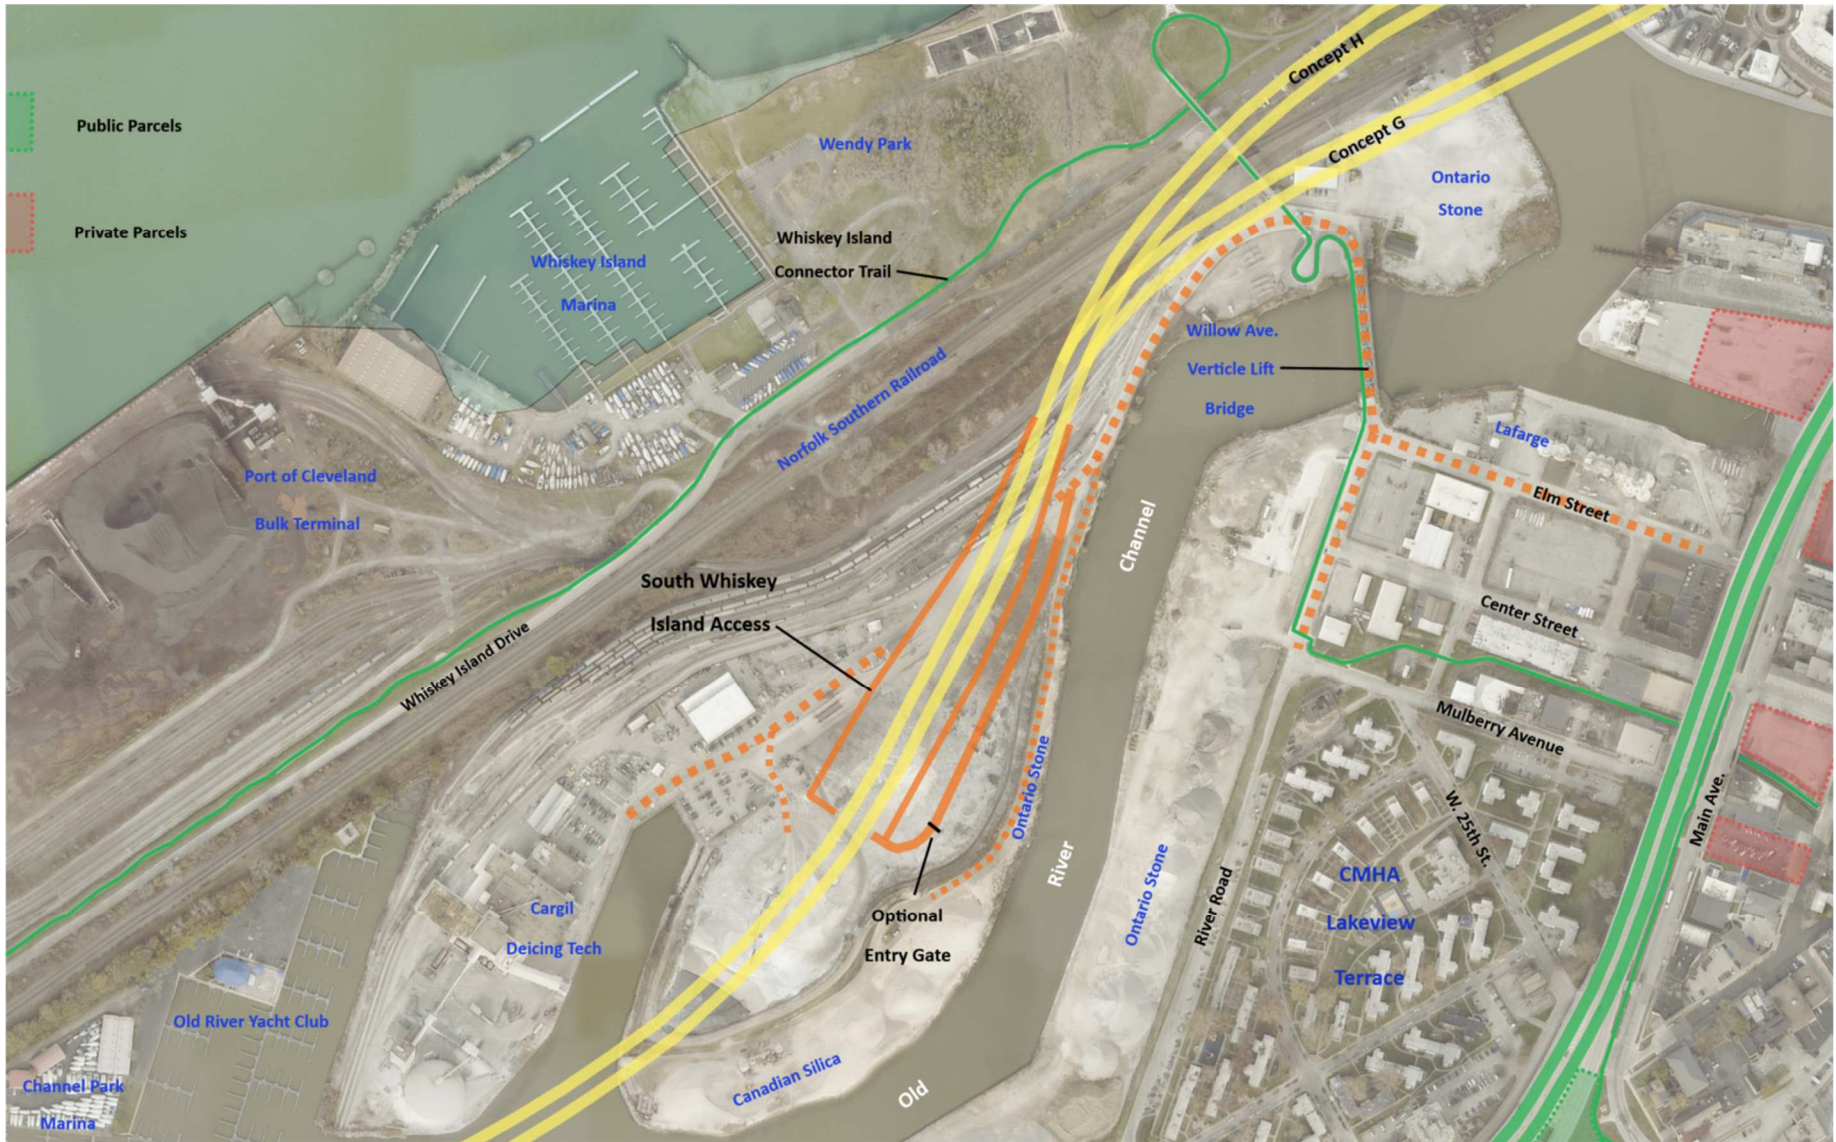 Concept H
Public Parcels
Concept G
Wendy Park
Ontario
Stone
Private Parcels
Whiskey Island
Connector Trail
Whiskey Island
Marina
Willow Ave.
Verticle Lift
Bridge
Norfolk Southern Railroad
Lafarge
Port of Cleveland
Bulk Terminal
Elm Street
Channel
South Whiskey
Island Access
Center Street
Whiskey Island Drive
Mulberry Avenue
Ontario Stone
W. 25th St.
Main Ave.
River
CMHA
Lakeview
Terrace
Ontario Stone
River Road
Cargil
Deicing Tech
Optional
Entry Gate
Old River Yacht Club
Canadian Silica
Old
Channel Park
Marina